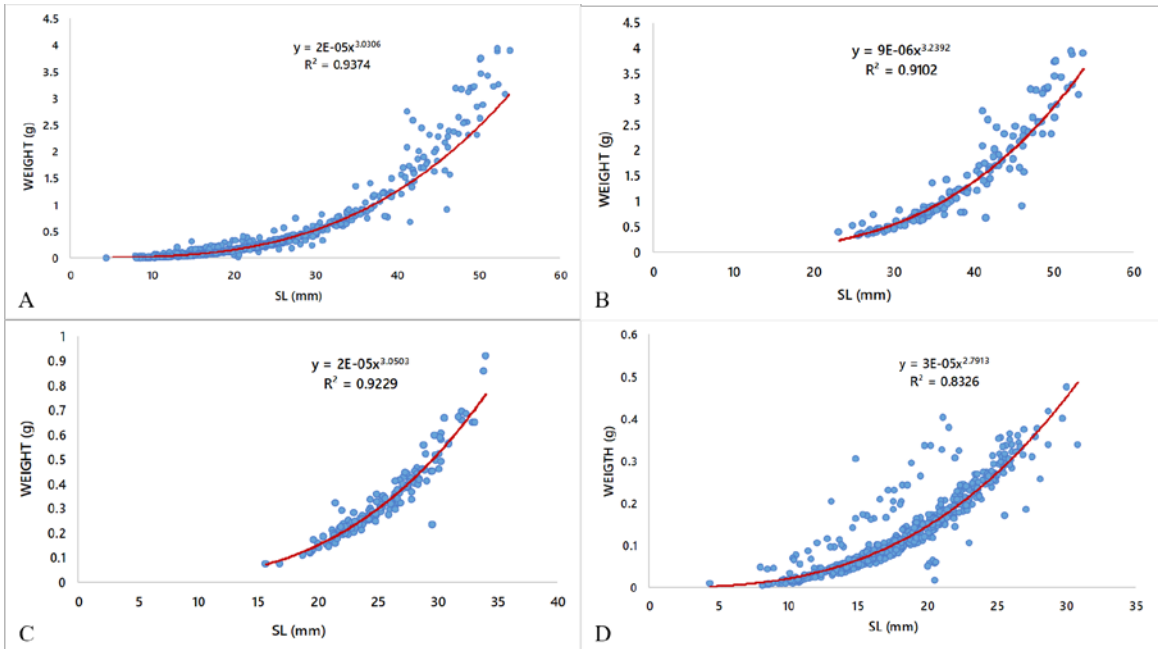 4.5
4
3.5
3
2.5
2
1.5
1
0.5
0
WEIGHT (g)
y = 2E-05x^3.0306
R² = 0.9374
0 10 20 30 40 50 60
SL (mm)
A
4.5
4
3.5
3
2.5
2
1.5
1
0.5
0
WEIGHT (g)
y = 9E-06x^3.2392
R² = 0.9102
0 10 20 30 40 50 60
SL (mm)
B
1
0.9
0.8
0.7
0.6
0.5
0.4
0.3
0.2
0.1
0
WEIGHT (g)
y = 2E-05x^3.0503
R² = 0.9229
0 5 10 15 20 25 30 35 40
SL (mm)
C
0.6
0.5
0.4
0.3
0.2
0.1
0
WEIGTH (g)
y = 3E-05x^2.7913
R² = 0.8326
0 5 10 15 20 25 30 35
SL (mm)
D